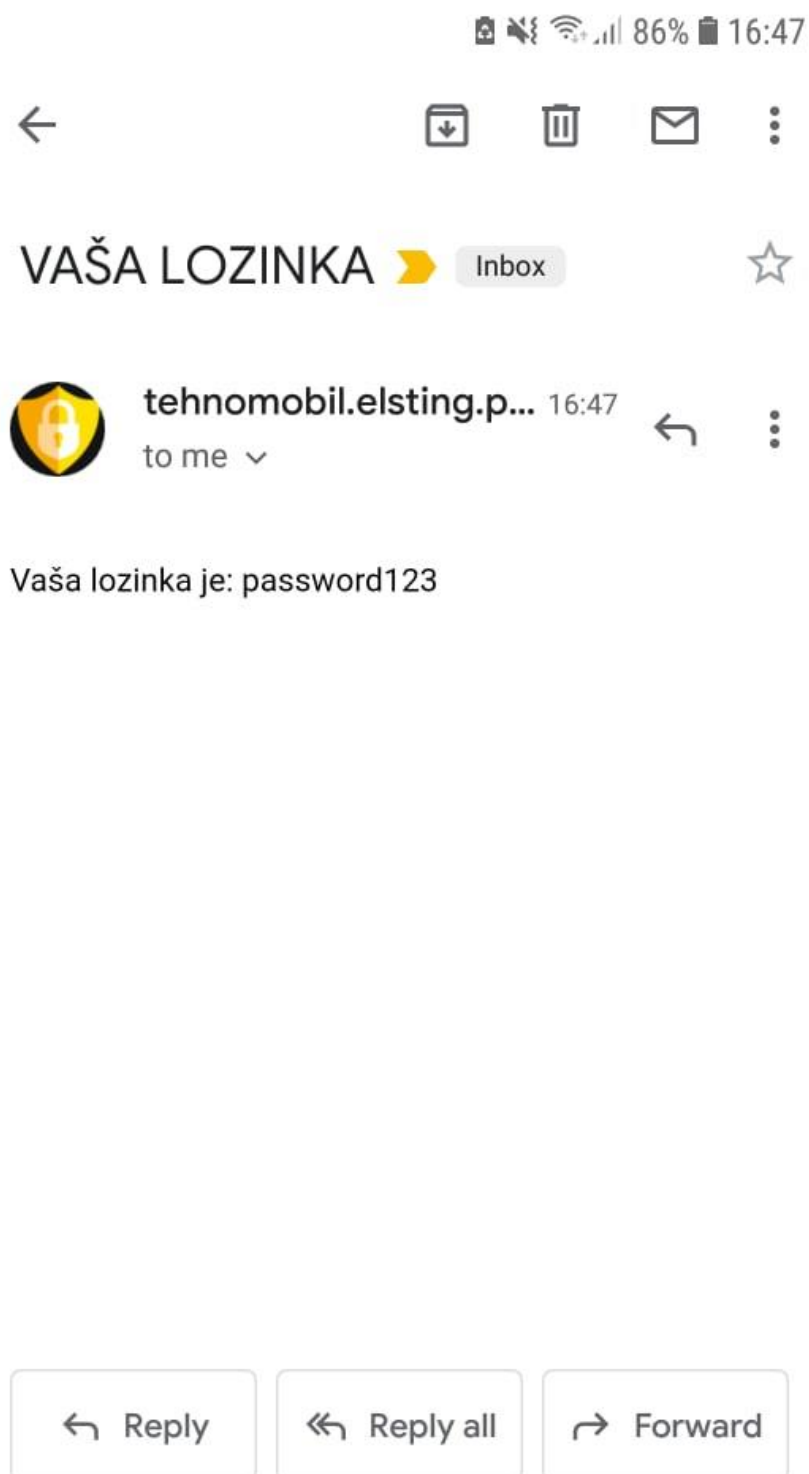 86% 16:47
VAŠA LOZINKA Inbox
tehnomobil.elsting.p... 16:47
to me
Vaša lozinka je: password123
Reply Reply all Forward